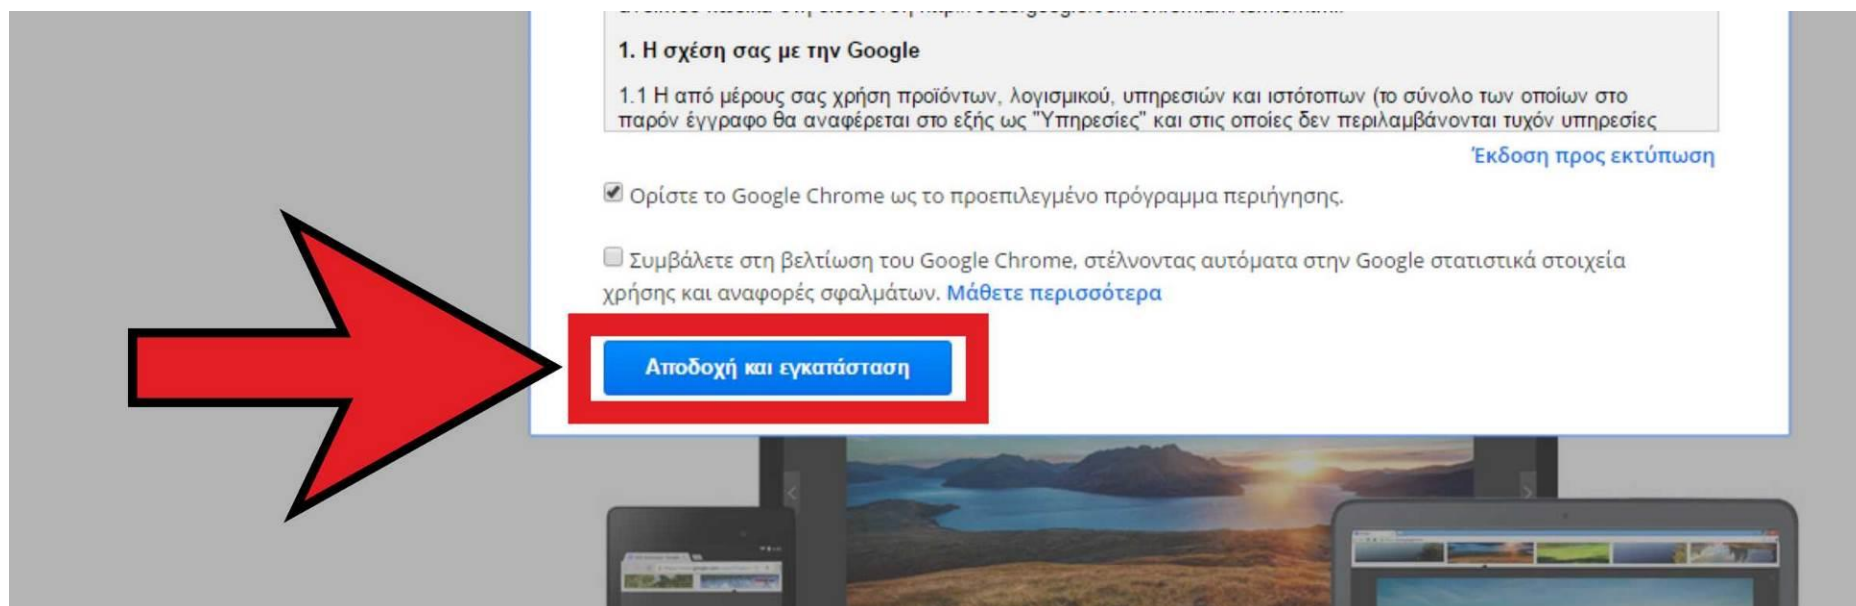 1. Η σχέση σας με την Google
1.1 Η από μέρους σας χρήση προϊόντων, λογισμικού, υπηρεσιών και ιστότοπων (το σύνολο των οποίων στο
παρόν έγγραφο θα αναφέρεται στο εξής ως "Υπηρεσίες" και στις οποίες δεν περιλαμβάνονται τυχόν υπηρεσίες
Έκδοση προς εκτύπωση
Ορίστε το Google Chrome ως το προεπιλεγμένο πρόγραμμα περιήγησης.
Συμβάλετε στη βελτίωση του Google Chrome, στέλνοντας αυτόματα στην Google στατιστικά στοιχεία
χρήσης και αναφορές σφαλμάτων. Μάθετε περισσότερα
Αποδοχή και εγκατάσταση